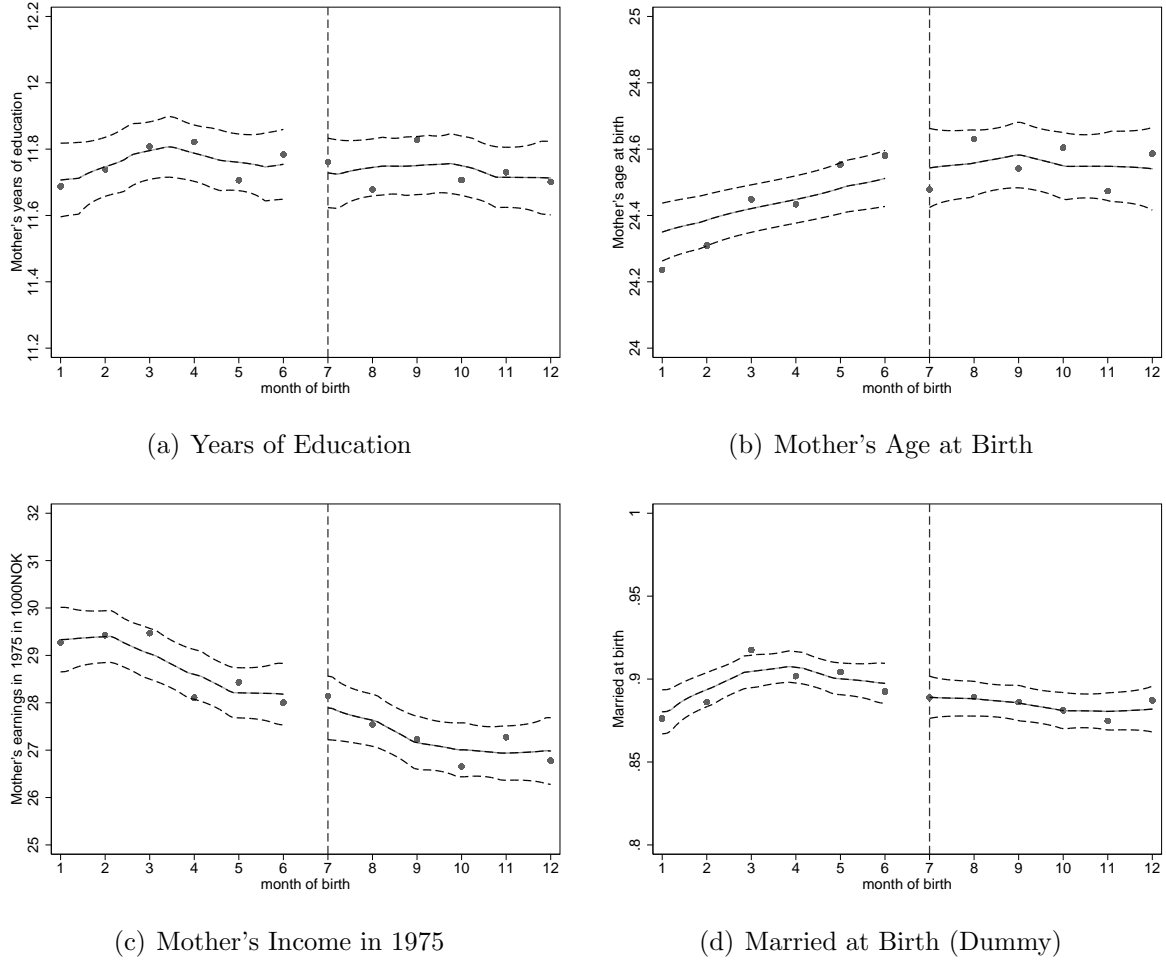 12.2
12
11.8
11.6
11.4
11.2
Mother's years of education
1 2 3 4 5 6 7 8 9 10 11 12
month of birth
(a) Years of Education
25
24.8
24.6
24.4
24.2
24
Mother's age at birth
1 2 3 4 5 6 7 8 9 10 11 12
month of birth
(b) Mother's Age at Birth
32
31
30
29
28
27
26
25
Mother's earnings in 1975 in 1000NOK
1 2 3 4 5 6 7 8 9 10 11 12
month of birth
(c) Mother's Income in 1975
1
.95
.9
.85
.8
Married at birth
1 2 3 4 5 6 7 8 9 10 11 12
month of birth
(d) Married at Birth (Dummy)